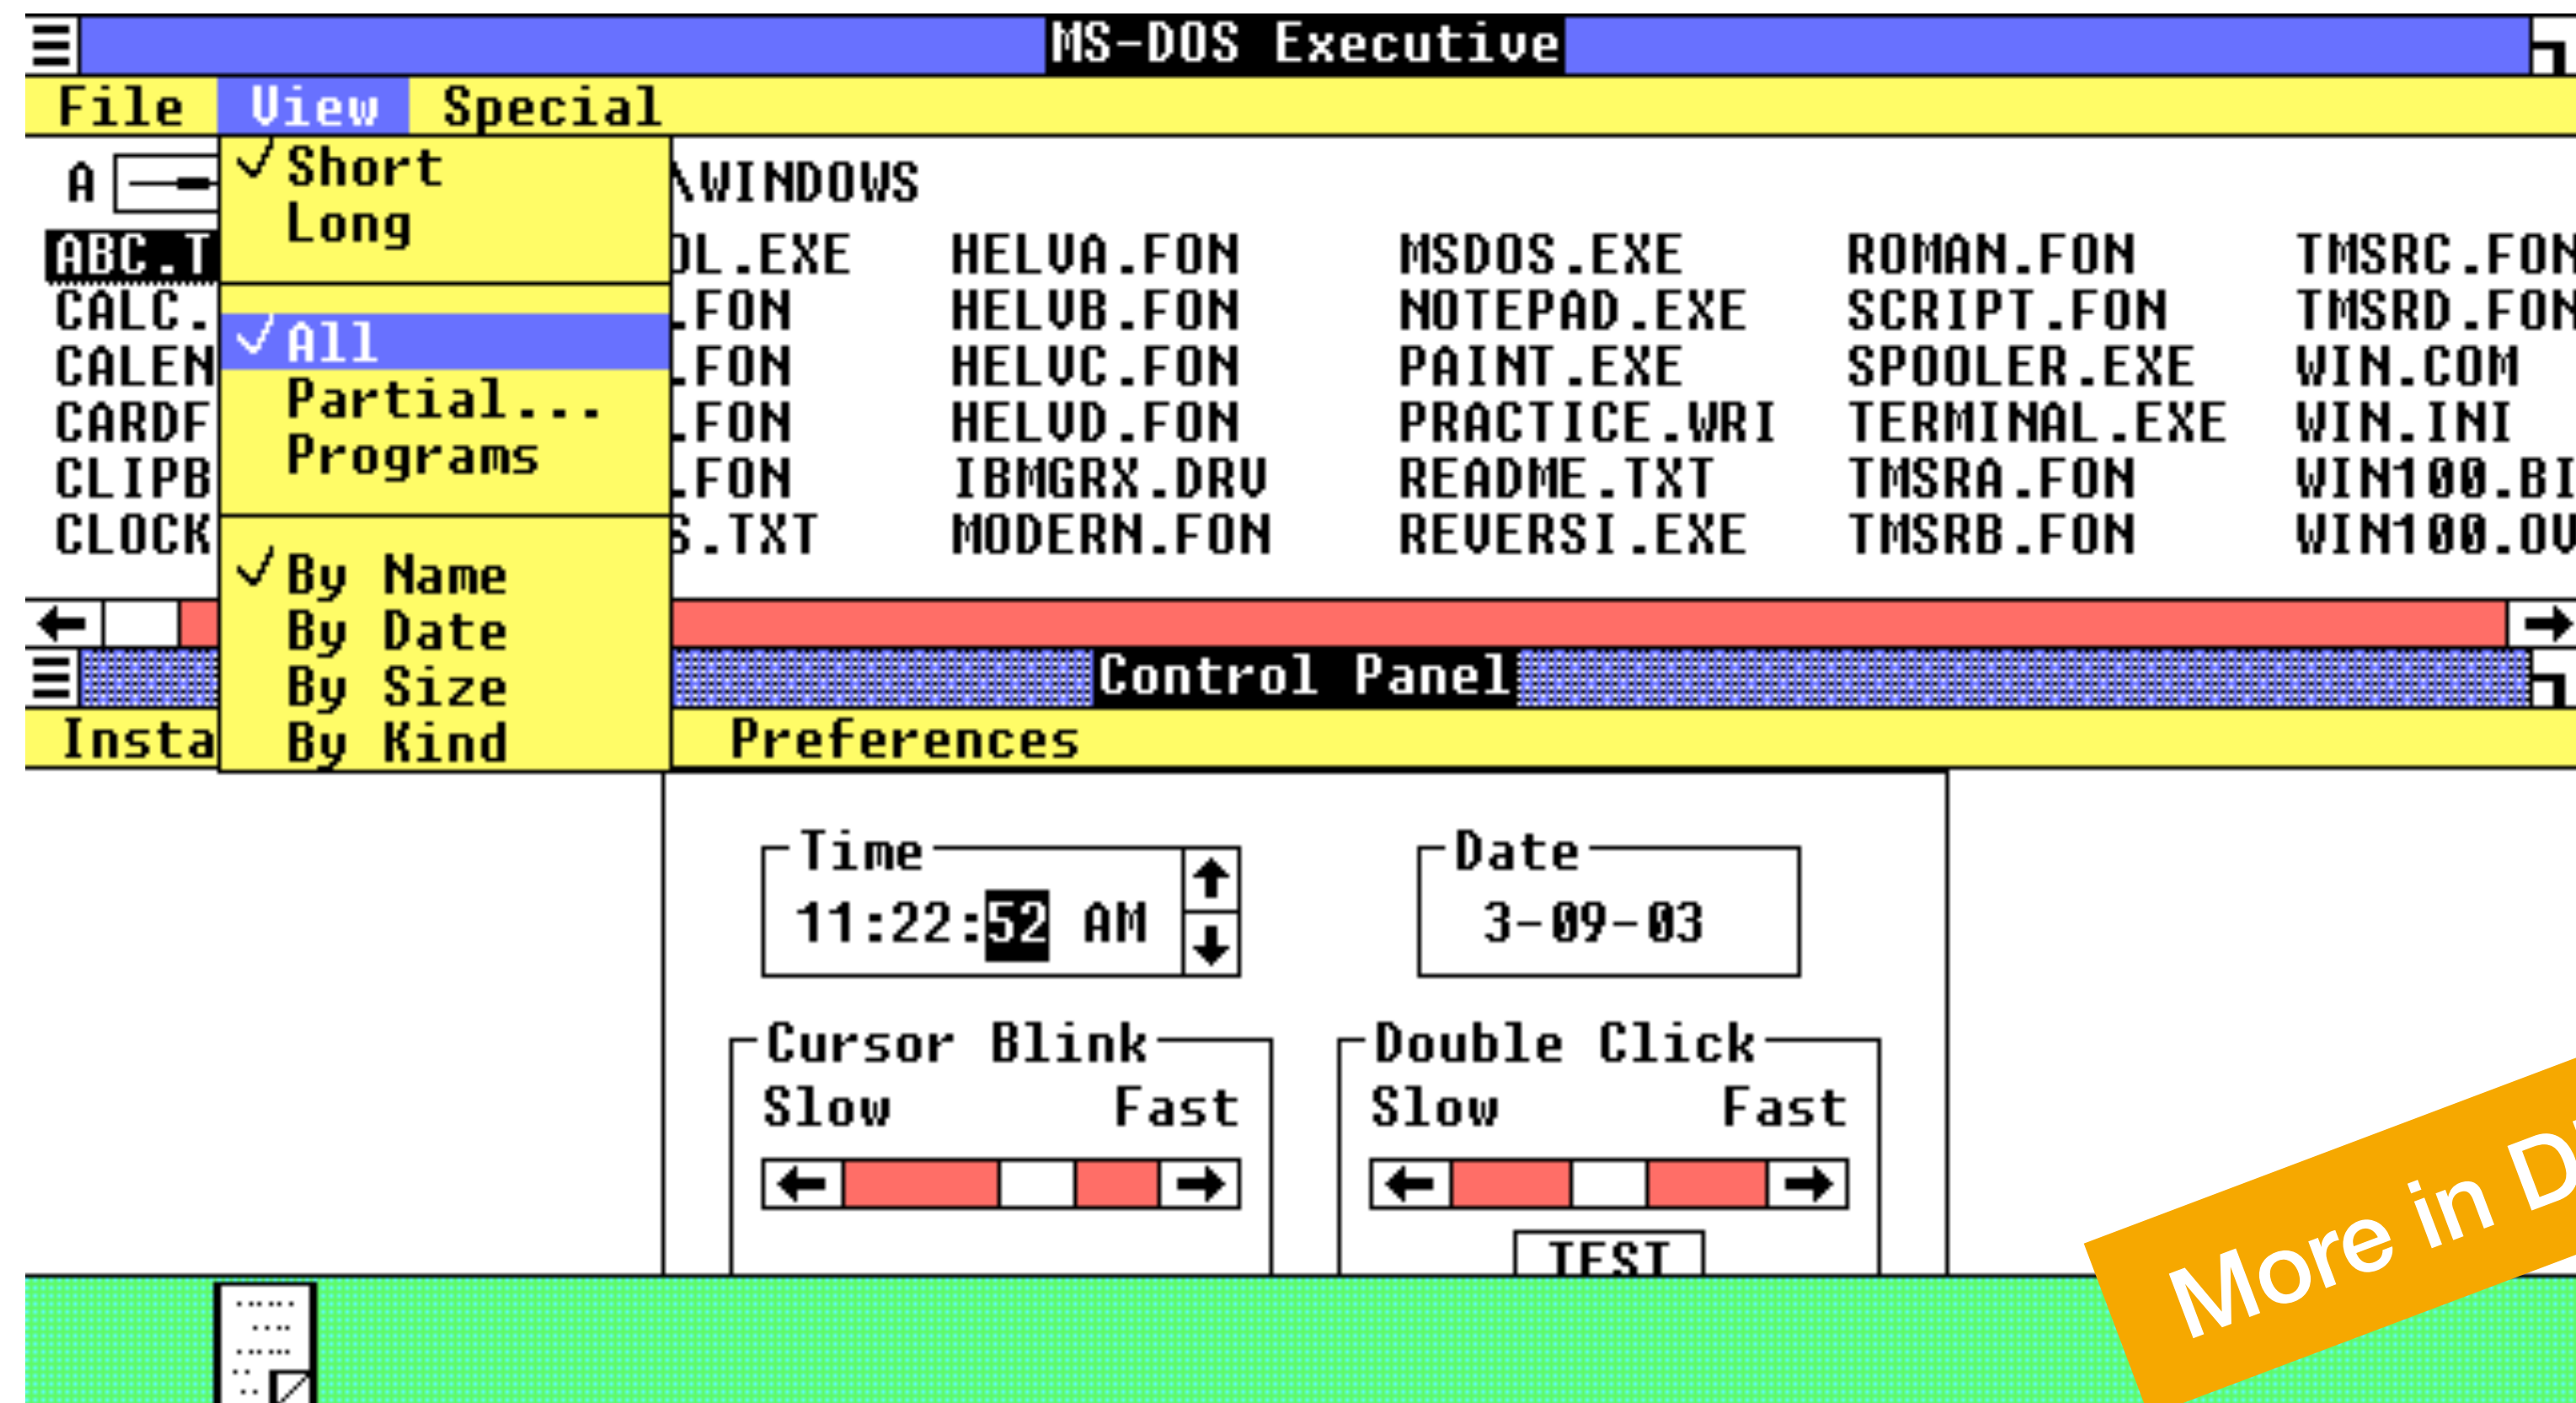 MS-DOS Executive
File View Special
A \WINDOWS
Short
Long
All
Partial...
Programs
By Name
By Date
By Size
By Kind
ABC.T OL.EXE HELVA.FON MSDOS.EXE ROMAN.FON TMSRC.FON
CALC. .FON HELVB.FON NOTEPAD.EXE SCRIPT.FON TMSRD.FON
CALEN .FON HELVC.FON PAINT.EXE SPOOLER.EXE WIN.COM
CARDF .FON HELVD.FON PRACTICE.WRI TERMINAL.EXE WIN.INI
CLIPB .FON IBMGRX.DRV README.TXT TMSRA.FON WIN100.BI
CLOCK S.TXT MODERN.FON REVERSI.EXE TMSRB.FON WIN100.OV
Control Panel
Insta Preferences
Time Date
11:22:52 AM 3-09-03
Cursor Blink Double Click
Slow Fast Slow Fast
TEST
More in D